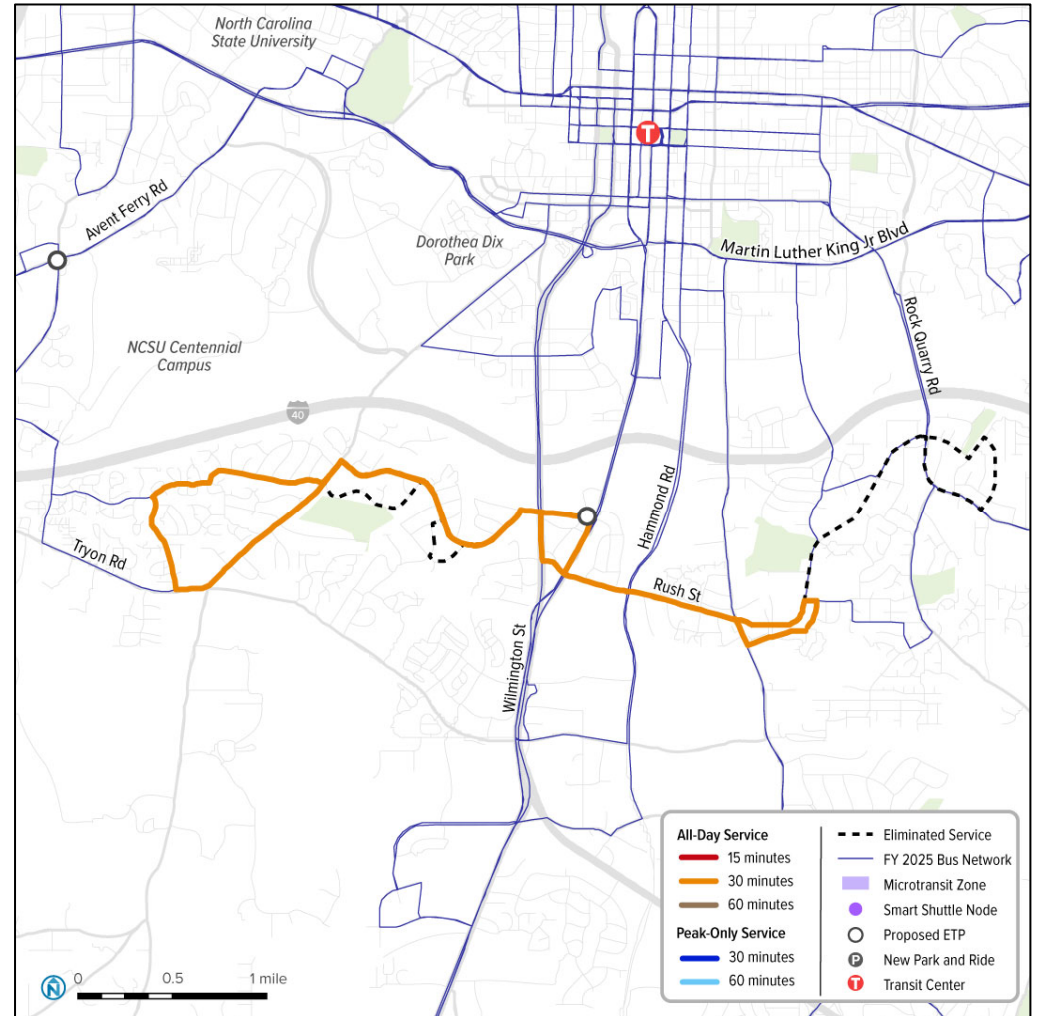 North Carolina
State University
T
Avent Ferry Rd
Dorothea Dix
Park
Martin Luther King Jr Blvd
NCSU Centennial
Campus
Rock Quarry Rd
40
Hammond Rd
Tryon Rd
Rush St
Wilmington St
All-Day Service
15 minutes
30 minutes
60 minutes
Peak-Only Service
30 minutes
60 minutes
Eliminated Service
FY 2025 Bus Network
Microtransit Zone
Smart Shuttle Node
Proposed ETP
P New Park and Ride
T Transit Center
N 0 0.5 1 mile